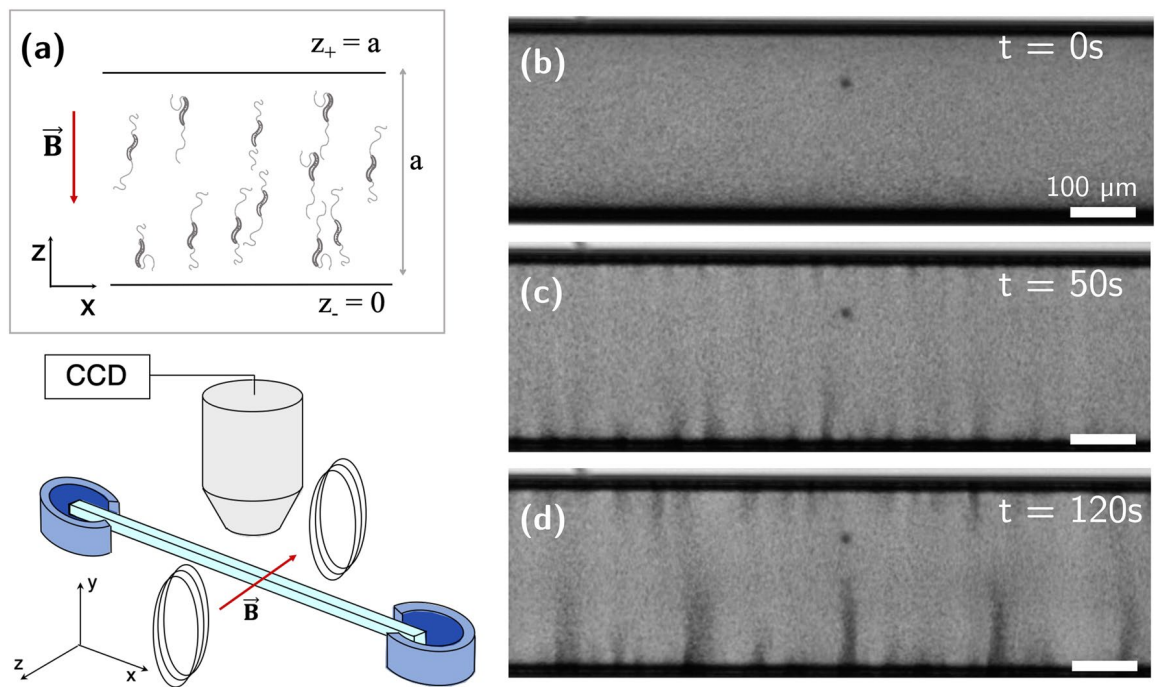 (a)
z₊ = a
B
a
z
x
z₋ = 0
CCD
B
y
z
x
(b)
t = 0s
100 μm
(c)
t = 50s
(d)
t = 120s